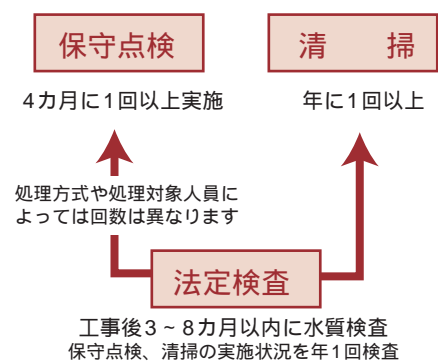 保守点検
清　掃
4カ月に1回以上実施
年に1回以上
処理方式や処理対象人員に
よっては回数は異なります
法定検査
工事後3～8カ月以内に水質検査
保守点検、清掃の実施状況を年1回検査